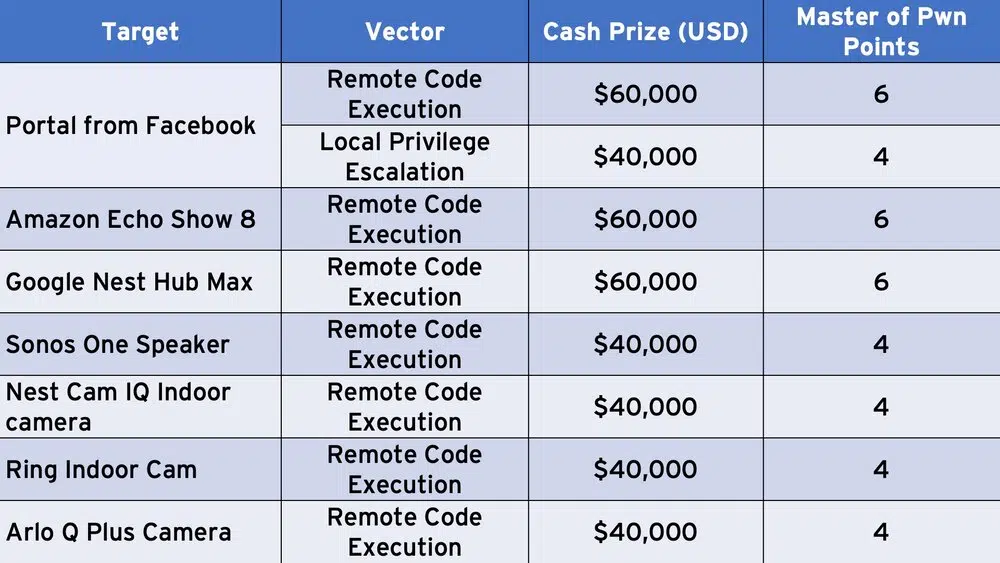 Target Vector Cash Prize (USD) Master of Pwn
Points
Portal from Facebook
Remote Code
Execution
$60,000 6
Local Privilege
Escalation
$40,000 4
Amazon Echo Show 8
Remote Code
Execution
$60,000 6
Google Nest Hub Max
Remote Code
Execution
$60,000 6
Sonos One Speaker
Remote Code
Execution
$40,000 4
Nest Cam IQ Indoor
camera
Remote Code
Execution
$40,000 4
Ring Indoor Cam
Remote Code
Execution
$40,000 4
Arlo Q Plus Camera
Remote Code
Execution
$40,000 4